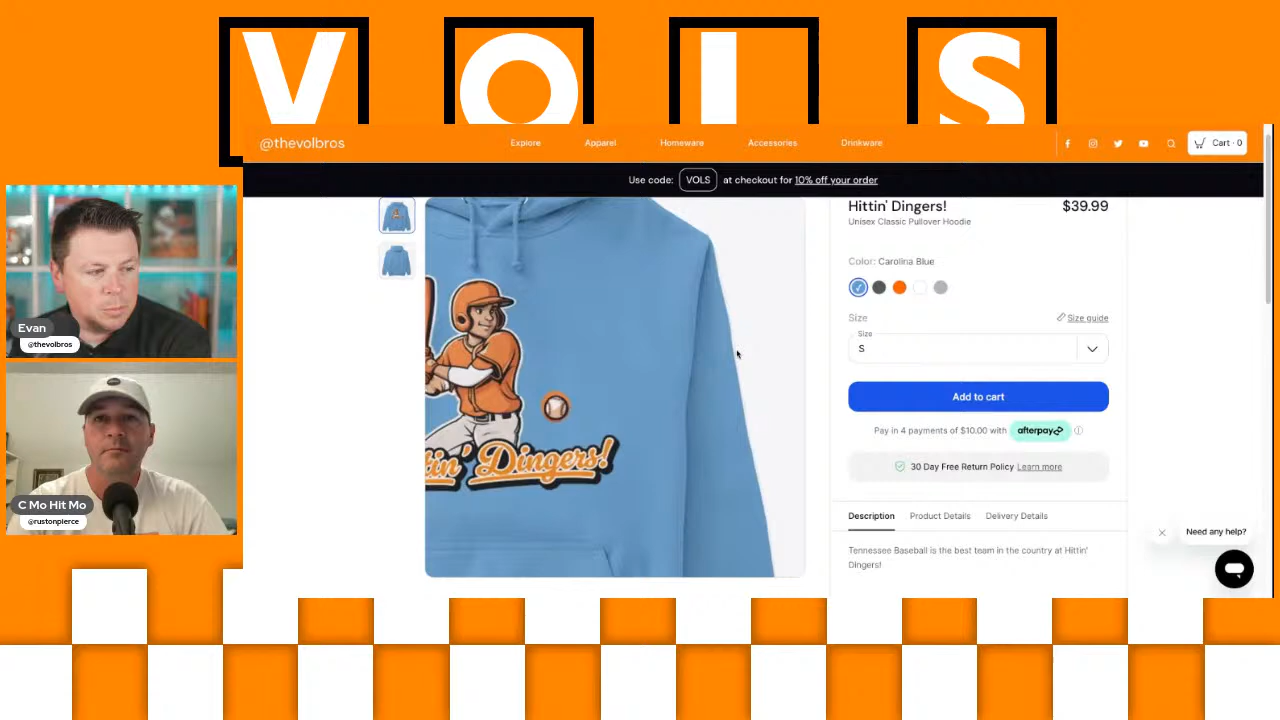 VOLS
@thevolbros
Explore
Apparel
Homeware
Accessories
Drinkware
Cart · 0
Use code: VOLS at checkout for 10% off your order
Hittin' Dingers!
$39.99
Unisex Classic Pullover Hoodie
Color: Carolina Blue
Size
Size guide
Size
S
Add to cart
Pay in 4 payments of $10.00 with afterpay
30 Day Free Return Policy Learn more
Description
Product Details
Delivery Details
Tennessee Baseball is the best team in the country at Hittin'
Dingers!
Need any help?
tin' Dingers!
Evan
@thevolbros
C Mo Hit Mo
@rustonpierce